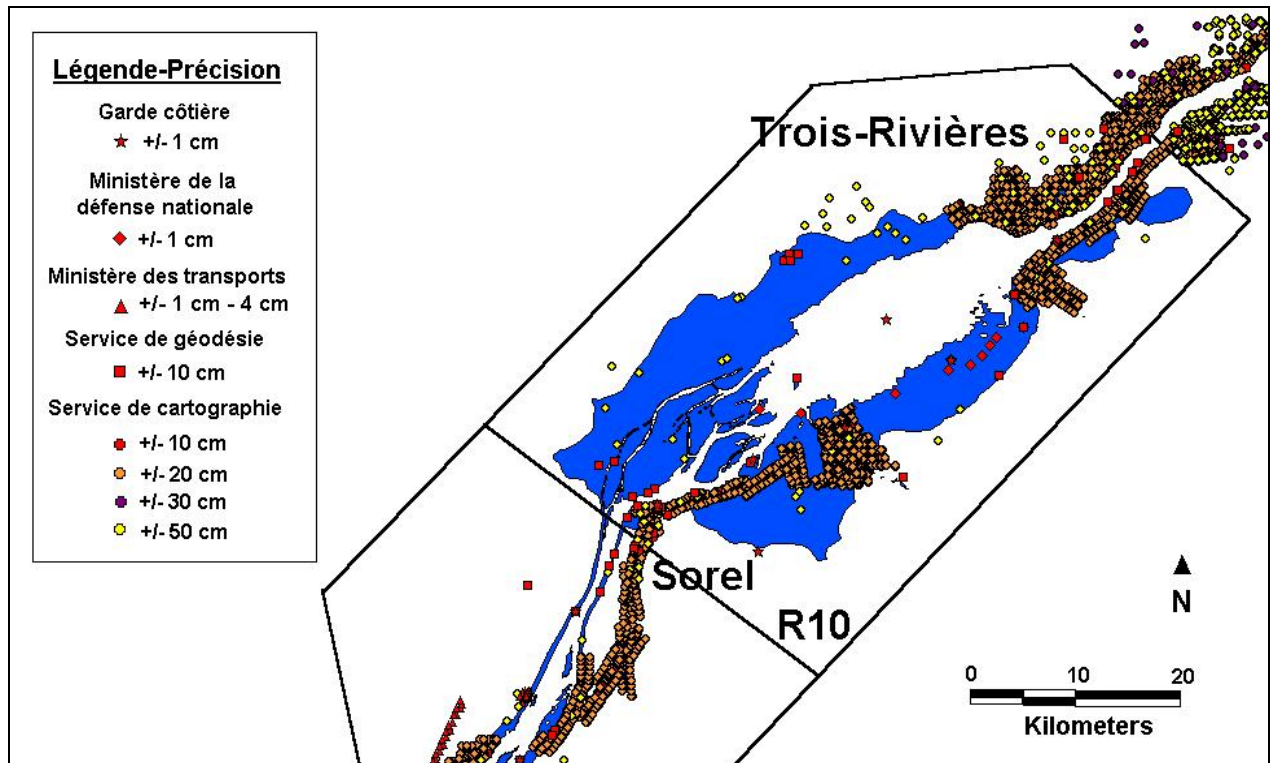 Légende-Précision
Garde côtière
+/- 1 cm
Ministère de la
défense nationale
+/- 1 cm
Ministère des transports
+/- 1 cm - 4 cm
Service de géodésie
+/- 10 cm
Service de cartographie
+/- 10 cm
+/- 20 cm
+/- 30 cm
+/- 50 cm
Trois-Rivières
Sorel
R10
N
0 10 20
Kilometers